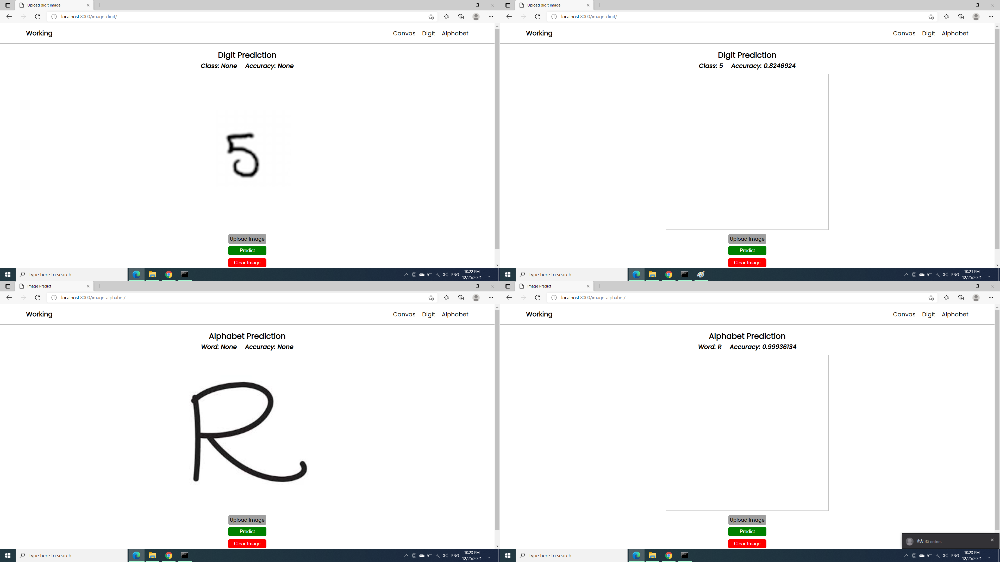 Working Canvas Digit Alphabet
Digit Prediction
Class: None Accuracy: None
5
Upload Image
Predict
Clear Image
Working Canvas Digit Alphabet
Digit Prediction
Class: 5 Accuracy: 0.8246924
Upload Image
Predict
Clear Image
Working Canvas Digit Alphabet
Alphabet Prediction
Word: None Accuracy: None
R
Upload Image
Predict
Clear Image
Working Canvas Digit Alphabet
Alphabet Prediction
Word: R Accuracy: 0.99936134
Upload Image
Predict
Clear Image